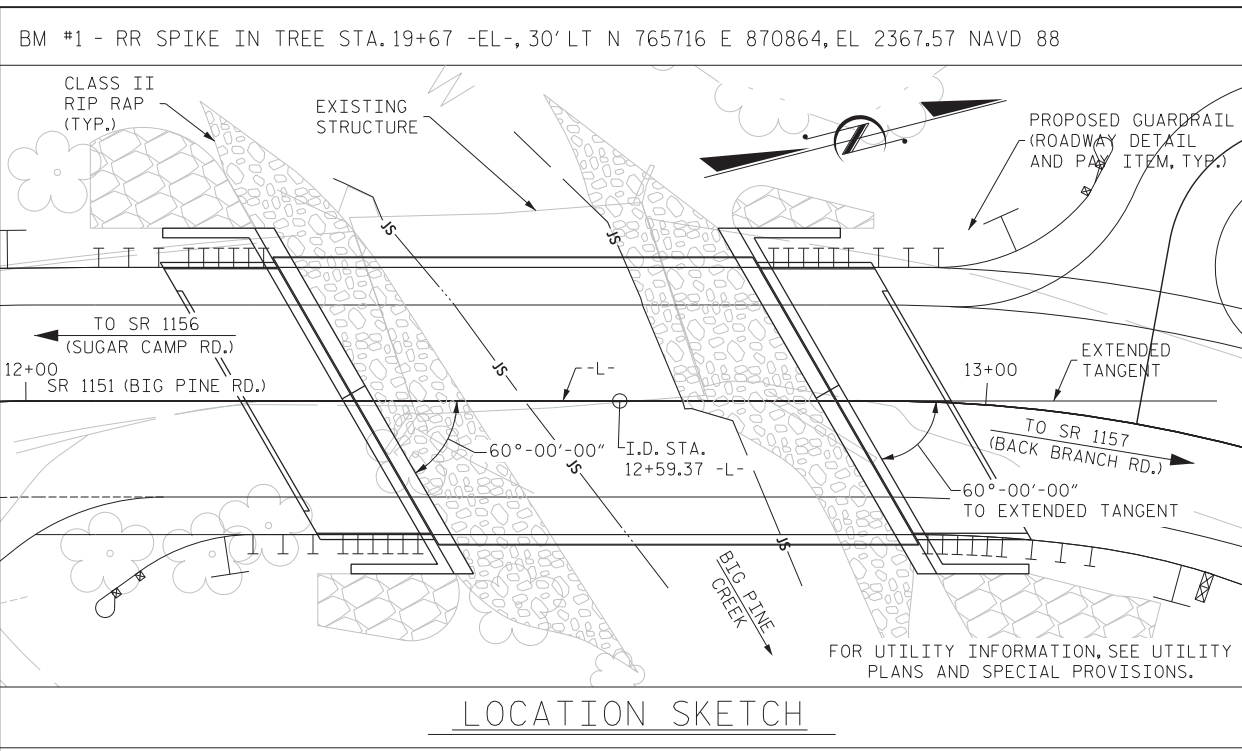 BM #1 - RR SPIKE IN TREE STA. 19+67 -EL-, 30' LT N 765716 E 870864, EL 2367.57 NAVD 88
CLASS II
RIP RAP
(TYP.)
EXISTING
STRUCTURE
PROPOSED GUARDRAIL
(ROADWAY DETAIL
AND PAY ITEM, TYP.)
JS
JS
TO SR 1156
(SUGAR CAMP RD.)
12+00
SR 1151 (BIG PINE RD.)
JS
-L-
13+00
EXTENDED
TANGENT
60°-00'-00"
I.D. STA.
12+59.37 -L-
JS
TO SR 1157
(BACK BRANCH RD.)
60°-00'-00"
TO EXTENDED TANGENT
JS
BIG PINE
CREEK
FOR UTILITY INFORMATION, SEE UTILITY
PLANS AND SPECIAL PROVISIONS.
LOCATION SKETCH